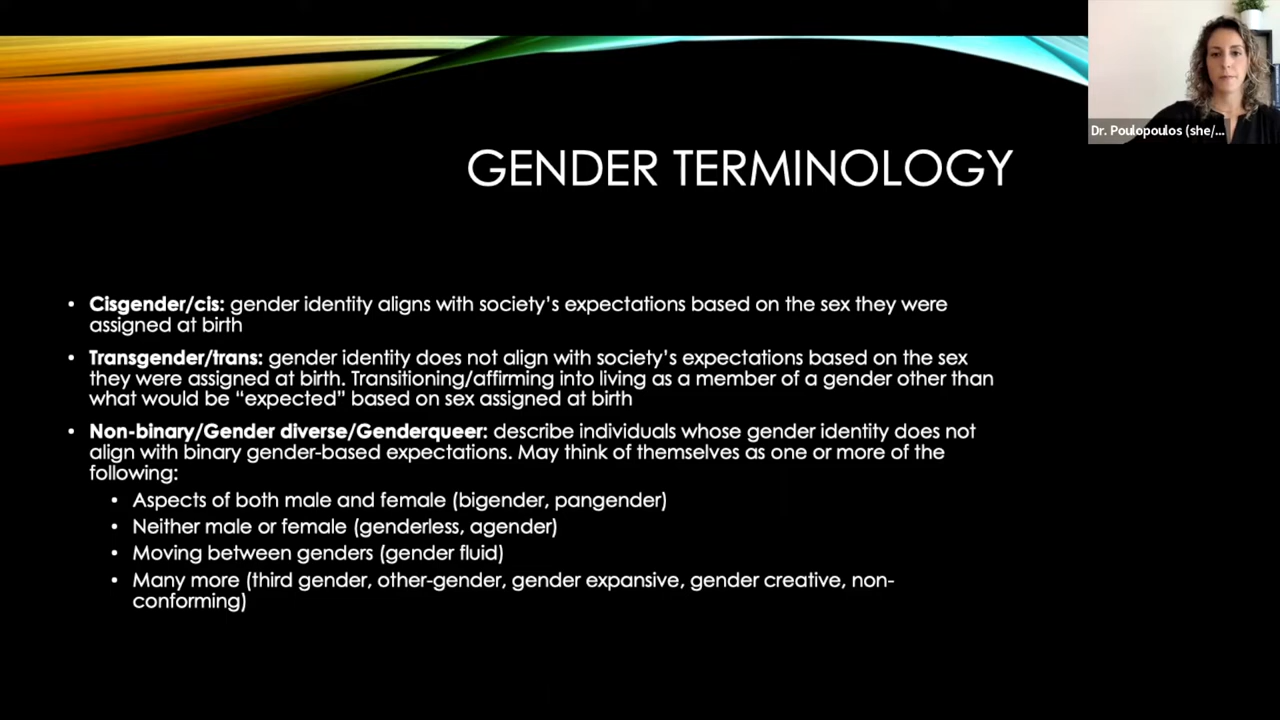 Dr. Poulopoulos (she/...
GENDER TERMINOLOGY
• Cisgender/cis: gender identity aligns with society’s expectations based on the sex they were
assigned at birth
• Transgender/trans: gender identity does not align with society’s expectations based on the sex
they were assigned at birth. Transitioning/affirming into living as a member of a gender other than
what would be “expected” based on sex assigned at birth
• Non-binary/Gender diverse/Genderqueer: describe individuals whose gender identity does not
align with binary gender-based expectations. May think of themselves as one or more of the
following:
• Aspects of both male and female (bigender, pangender)
• Neither male or female (genderless, agender)
• Moving between genders (gender fluid)
• Many more (third gender, other-gender, gender expansive, gender creative, non-
conforming)